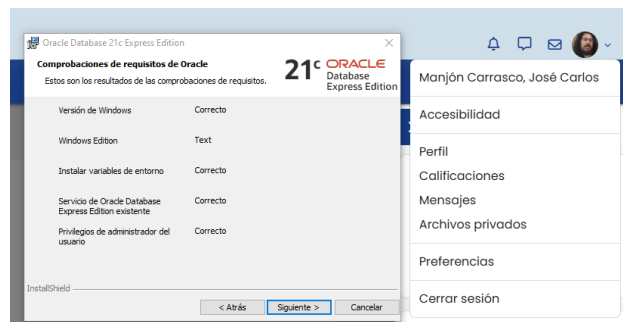 Oracle Database 21c Express Edition
Comprobaciones de requisitos de Oracle
Estos son los resultados de las comprobaciones de requisitos.
21c ORACLE
Database
Express Edition
Versión de Windows Correcto
Windows Edition Text
Instalar variables de entorno Correcto
Servicio de Oracle Database
Express Edition existente Correcto
Privilegios de administrador del
usuario Correcto
InstallShield
< Atrás Siguiente > Cancelar
Manjón Carrasco, José Carlos
Accesibilidad
Perfil
Calificaciones
Mensajes
Archivos privados
Preferencias
Cerrar sesión